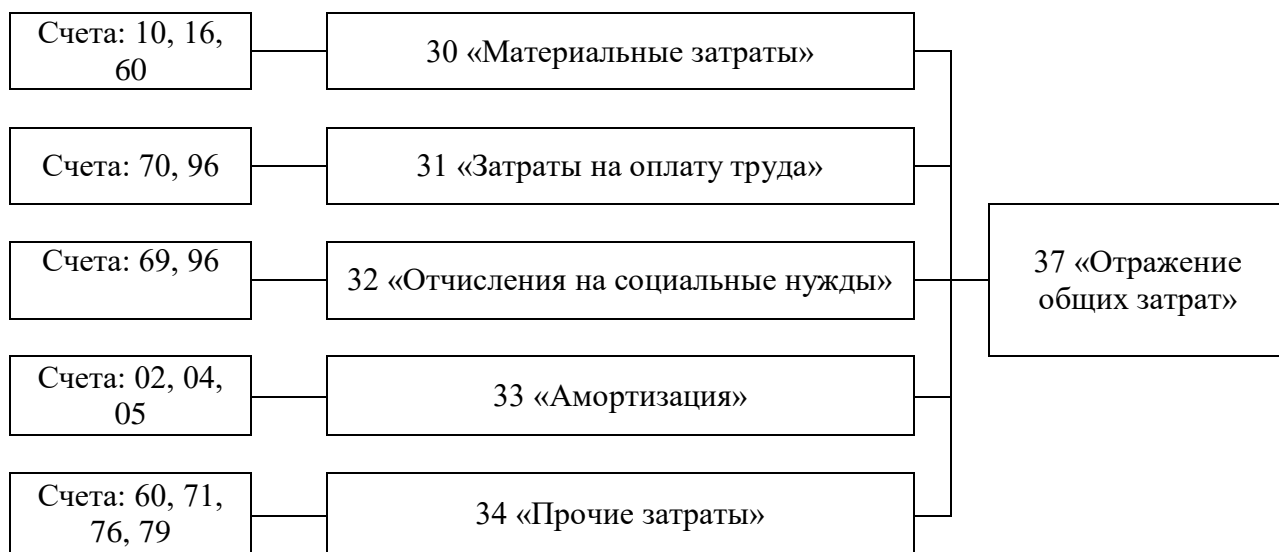 Счета: 10, 16,
60
30 «Материальные затраты»
Счета: 70, 96
31 «Затраты на оплату труда»
Счета: 69, 96
32 «Отчисления на социальные нужды»
37 «Отражение
общих затрат»
Счета: 02, 04,
05
33 «Амортизация»
Счета: 60, 71,
76, 79
34 «Прочие затраты»